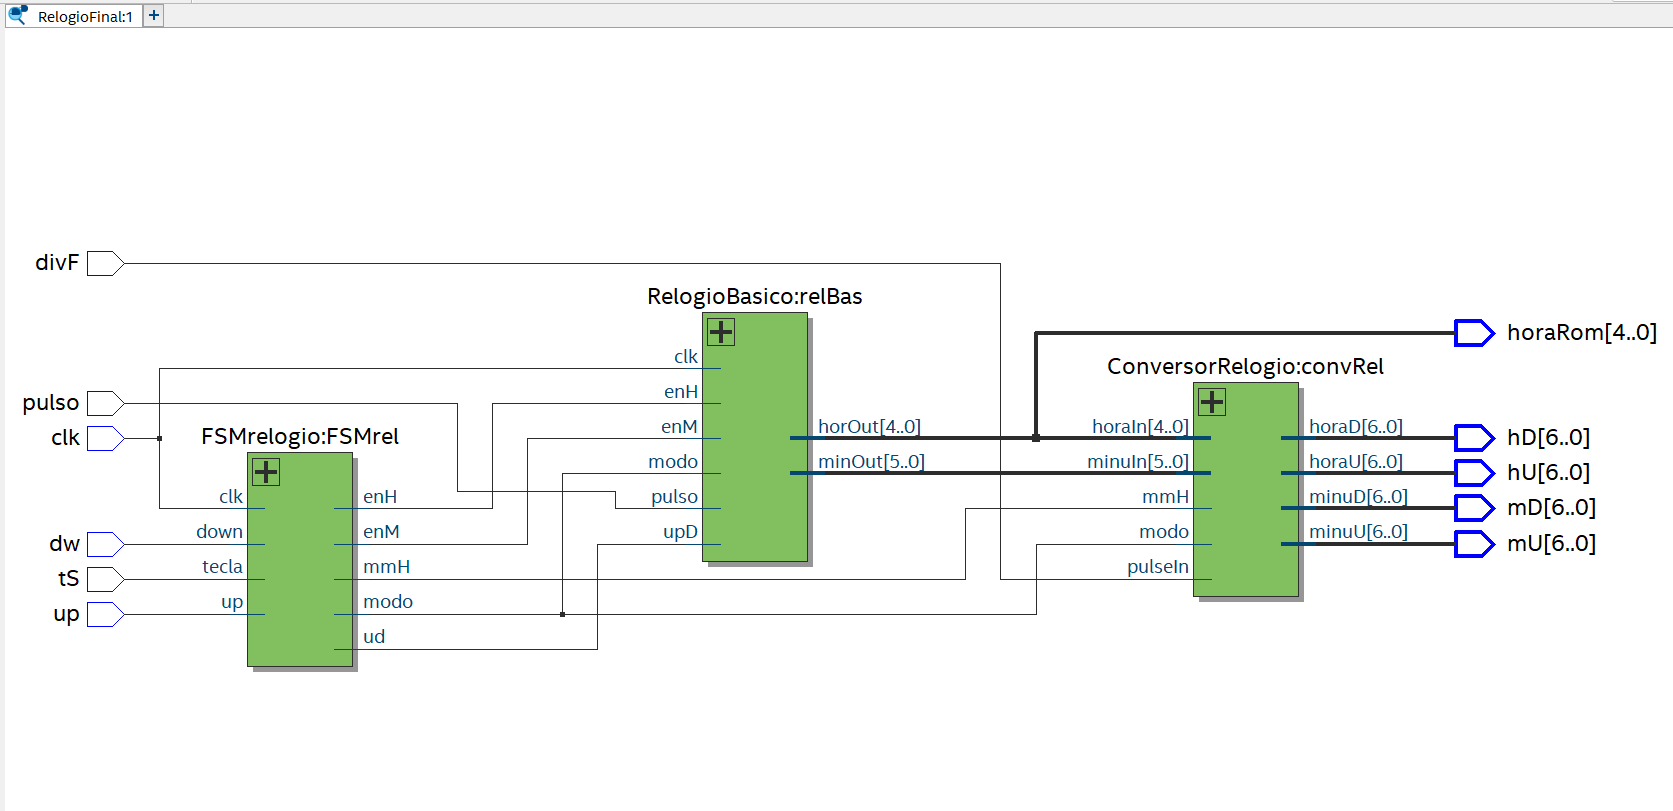 RelogioFinal:1
divF
pulso
clk
dw
tS
up
FSMrelogio:FSMrel
clk
down
tecla
up
enH
enM
mmH
modo
ud
RelogioBasico:relBas
clk
enH
enM
modo
pulso
upD
horOut[4..0]
minOut[5..0]
ConversorRelogio:convRel
horaIn[4..0]
minuIn[5..0]
mmH
modo
pulseIn
horaD[6..0]
horaU[6..0]
minuD[6..0]
minuU[6..0]
horaRom[4..0]
hD[6..0]
hU[6..0]
mD[6..0]
mU[6..0]